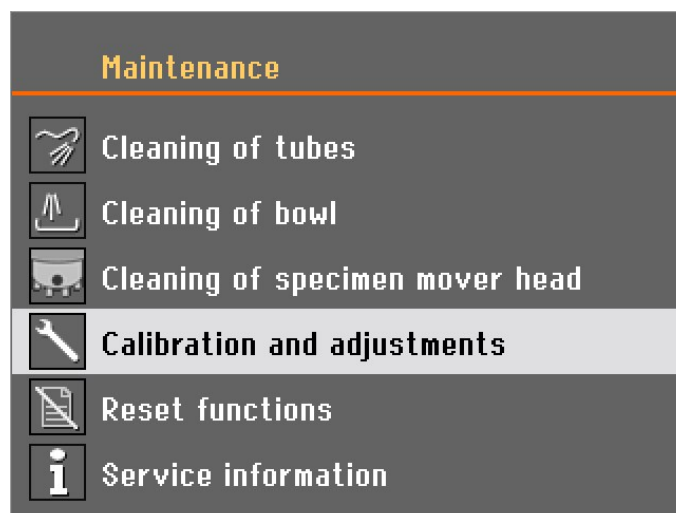 Maintenance
Cleaning of tubes
Cleaning of bowl
Cleaning of specimen mover head
Calibration and adjustments
Reset functions
Service information